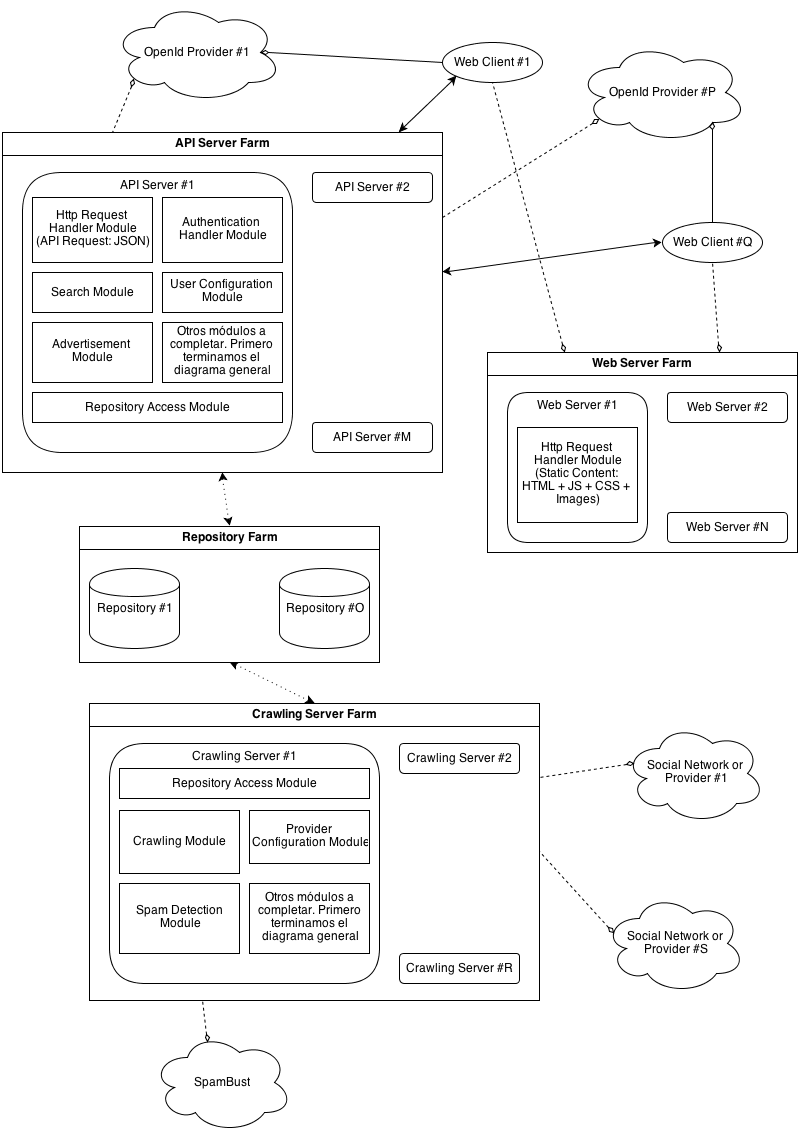 OpenId Provider #1
Web Client #1
OpenId Provider #P
API Server Farm
API Server #1
API Server #2
Http Request
Handler Module
(API Request: JSON)
Authentication
Handler Module
Search Module
User Configuration
Module
Advertisement
Module
Otros módulos a
completar. Primero
terminamos el
diagrama general
Repository Access Module
API Server #M
Web Client #Q
Web Server Farm
Web Server #1
Web Server #2
Http Request
Handler Module
(Static Content:
HTML + JS + CSS +
Images)
Web Server #N
Repository Farm
Repository #1
Repository #O
Crawling Server Farm
Crawling Server #1
Crawling Server #2
Repository Access Module
Crawling Module
Provider
Configuration Module
Spam Detection
Module
Otros módulos a
completar. Primero
terminamos el
diagrama general
Crawling Server #R
Social Network or
Provider #1
Social Network or
Provider #S
SpamBust